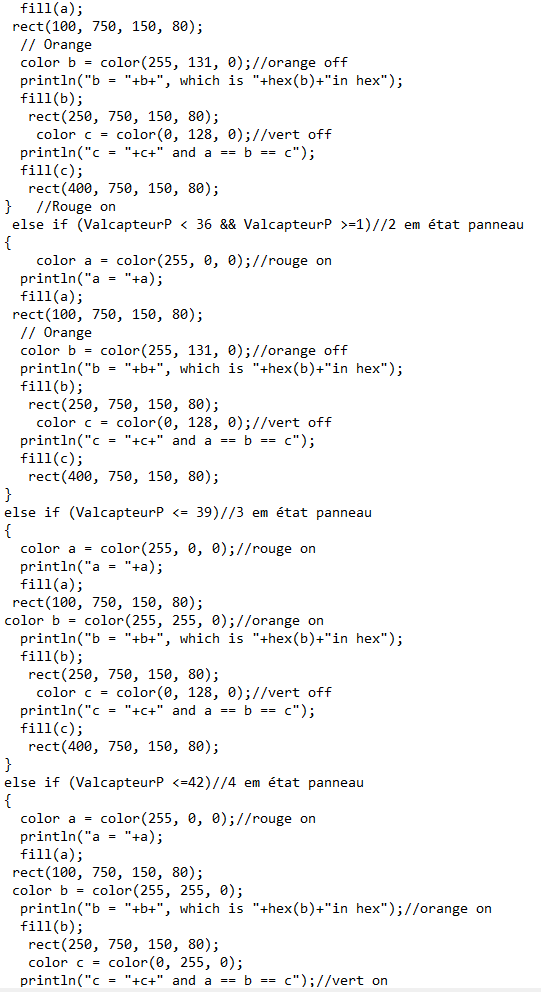 fill(a);
rect(100, 750, 150, 80);
// Orange
color b = color(255, 131, 0);//orange off
println("b = "+b+", which is "+hex(b)+"in hex");
fill(b);
rect(250, 750, 150, 80);
color c = color(0, 128, 0);//vert off
println("c = "+c+" and a == b == c");
fill(c);
rect(400, 750, 150, 80);
}   //Rouge on
else if (ValcapteurP < 36 && ValcapteurP >=1)//2 em état panneau
{
color a = color(255, 0, 0);//rouge on
println("a = "+a);
fill(a);
rect(100, 750, 150, 80);
// Orange
color b = color(255, 131, 0);//orange off
println("b = "+b+", which is "+hex(b)+"in hex");
fill(b);
rect(250, 750, 150, 80);
color c = color(0, 128, 0);//vert off
println("c = "+c+" and a == b == c");
fill(c);
rect(400, 750, 150, 80);
}
else if (ValcapteurP <= 39)//3 em état panneau
{
color a = color(255, 0, 0);//rouge on
println("a = "+a);
fill(a);
rect(100, 750, 150, 80);
color b = color(255, 255, 0);//orange on
println("b = "+b+", which is "+hex(b)+"in hex");
fill(b);
rect(250, 750, 150, 80);
color c = color(0, 128, 0);//vert off
println("c = "+c+" and a == b == c");
fill(c);
rect(400, 750, 150, 80);
}
else if (ValcapteurP <=42)//4 em état panneau
{
color a = color(255, 0, 0);//rouge on
println("a = "+a);
fill(a);
rect(100, 750, 150, 80);
color b = color(255, 255, 0);
println("b = "+b+", which is "+hex(b)+"in hex");//orange on
fill(b);
rect(250, 750, 150, 80);
color c = color(0, 255, 0);
println("c = "+c+" and a == b == c");//vert on